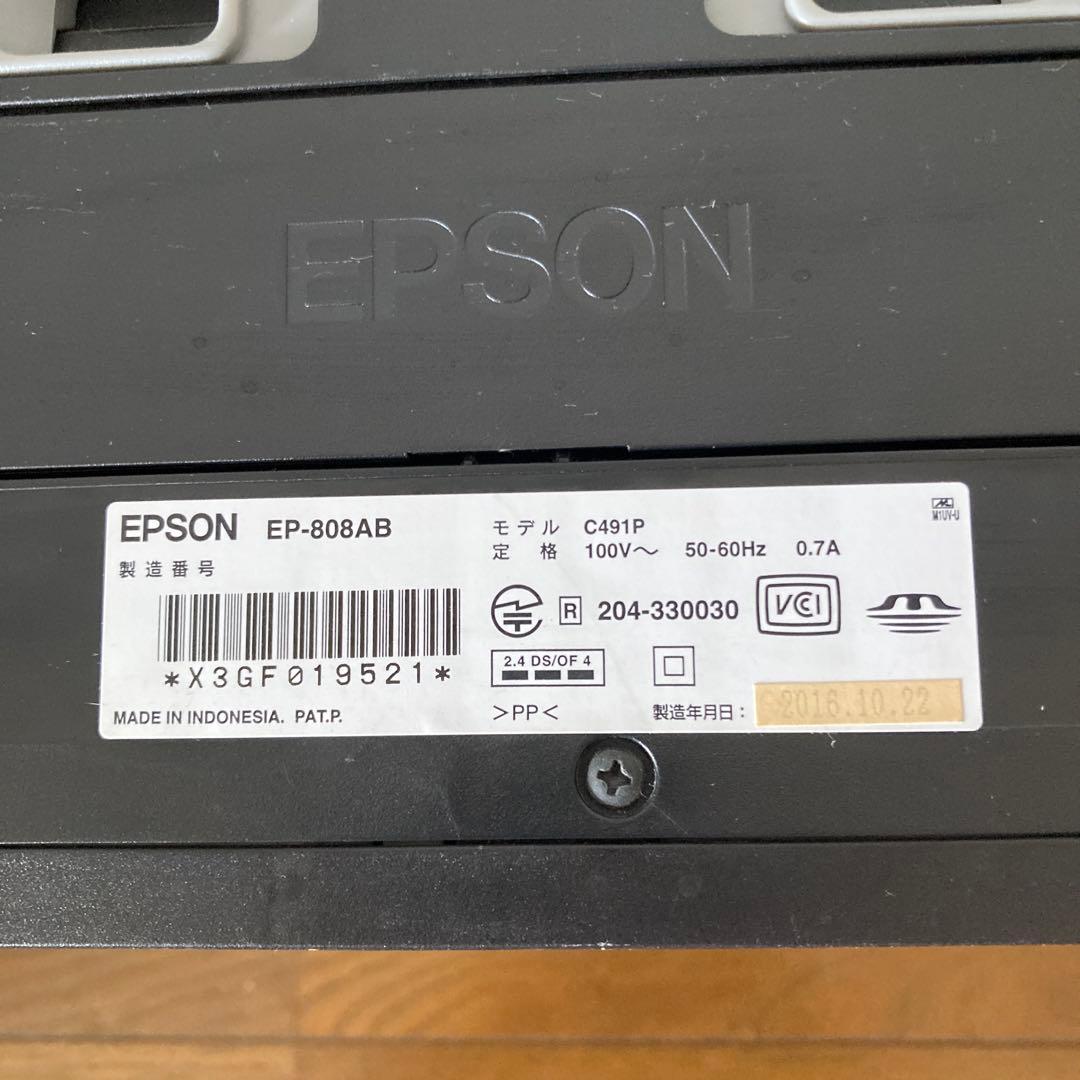 EPSON
EPSON EP-808AB
製造番号
*X3GF019521*
MADE IN INDONESIA. PAT.P.
モデル C491P
定格 100V〜 50-60Hz 0.7A
R 204-330030
VCCI
2.4 DS/OF 4
>PP<
製造年月日: 2016.10.22
M1UV-U